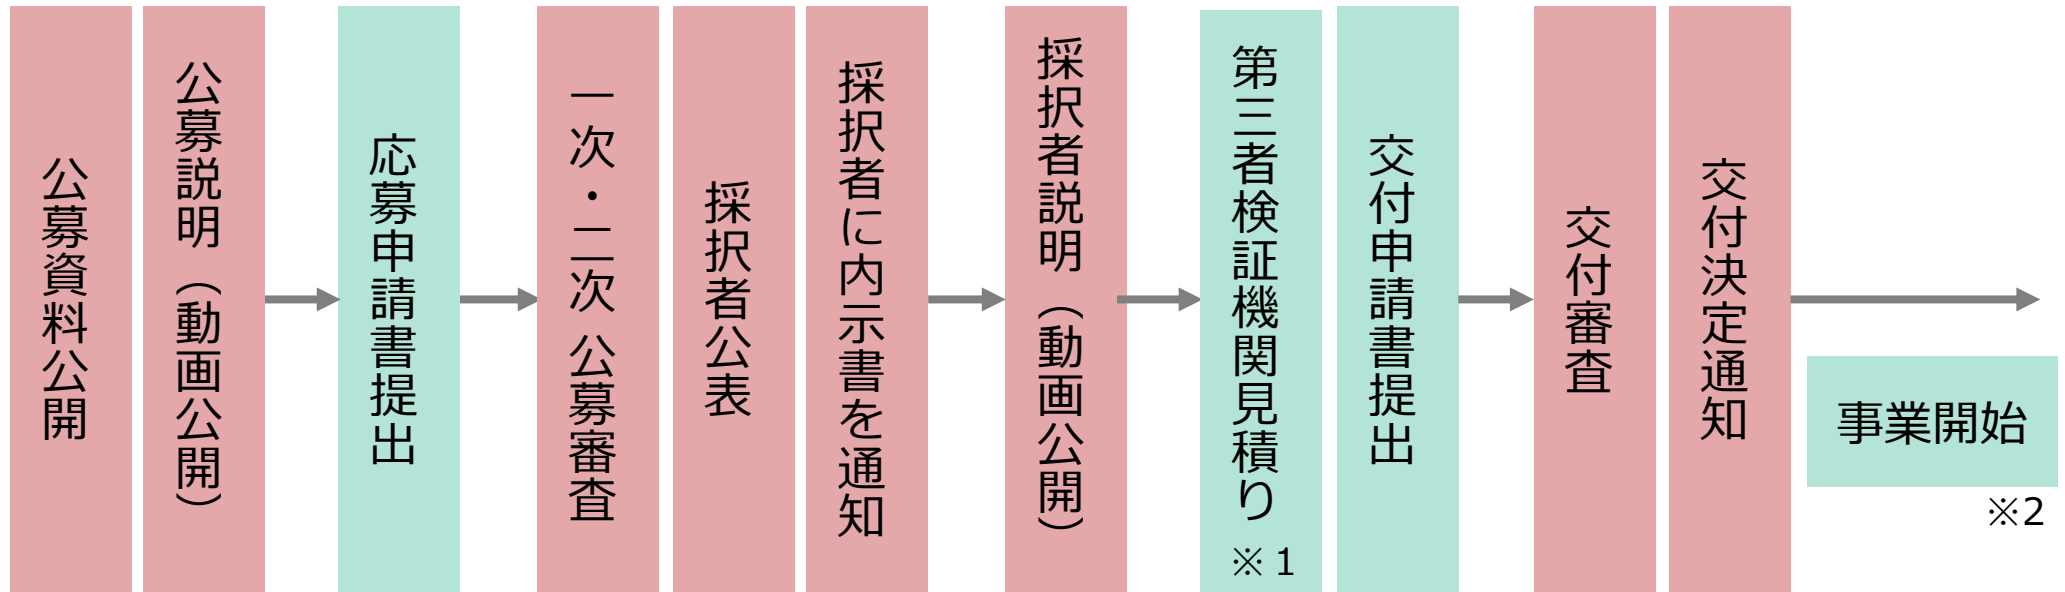 公募資料公開
公募説明（動画公開）
応募申請書提出
一次・二次 公募審査
採択者公表
採択者に内示書を通知
採択者説明（動画公開）
第三者検証機関見積り
※１
交付申請書提出
交付審査
交付決定通知
事業開始
※2